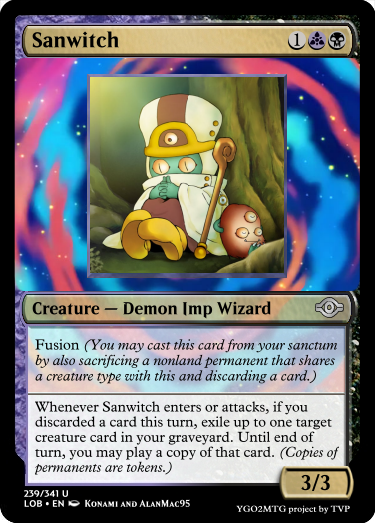 Sanwitch
1
Creature — Demon Imp Wizard
Fusion (You may cast this card from your sanctum
by also sacrificing a nonland permanent that shares
a creature type with this and discarding a card.)
Whenever Sanwitch enters or attacks, if you
discarded a card this turn, exile up to one target
creature card in your graveyard. Until end of
turn, you may play a copy of that card. (Copies of
permanents are tokens.)
3/3
239/341 U
LOB • EN Konami and AlanMac95
YGO2MTG project by TVP